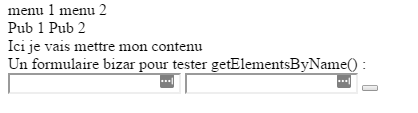 menu 1 menu 2
Pub 1 Pub 2
Ici je vais mettre mon contenu
Un formulaire bizar pour tester getElementsByName() :